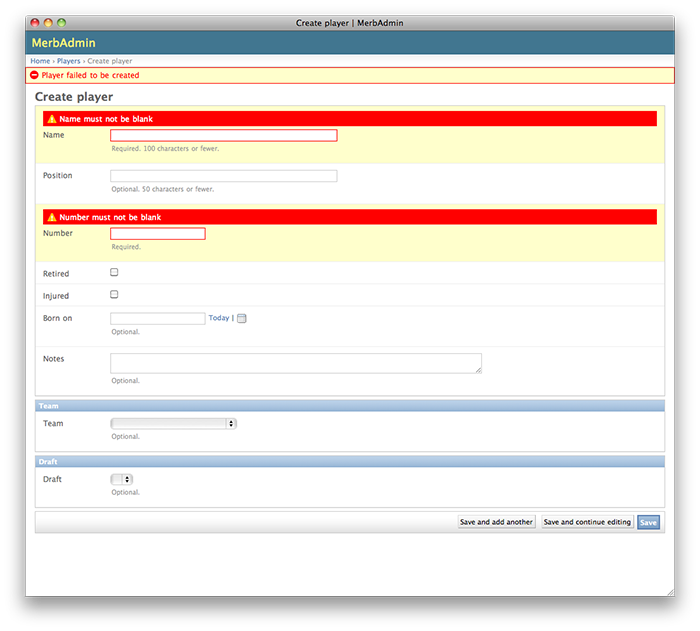 Create player | MerbAdmin
MerbAdmin
Home › Players › Create player
Player failed to be created
Create player
Name must not be blank
Name
Required. 100 characters or fewer.
Position
Optional. 50 characters or fewer.
Number must not be blank
Number
Required.
Retired
Injured
Born on
Today |
Optional.
Notes
Optional.
Team
Team
Optional.
Draft
Draft
Optional.
Save and add another
Save and continue editing
Save